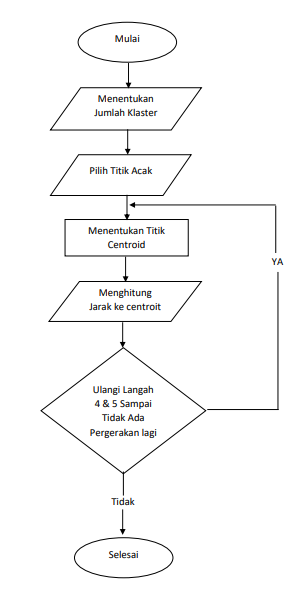 Mulai
Menentukan
Jumlah Klaster
Pilih Titik Acak
Menentukan Titik
Centroid
YA
Menghitung
Jarak ke centroit
Ulangi Langah
4 & 5 Sampai
Tidak Ada
Pergerakan lagi
Tidak
Selesai